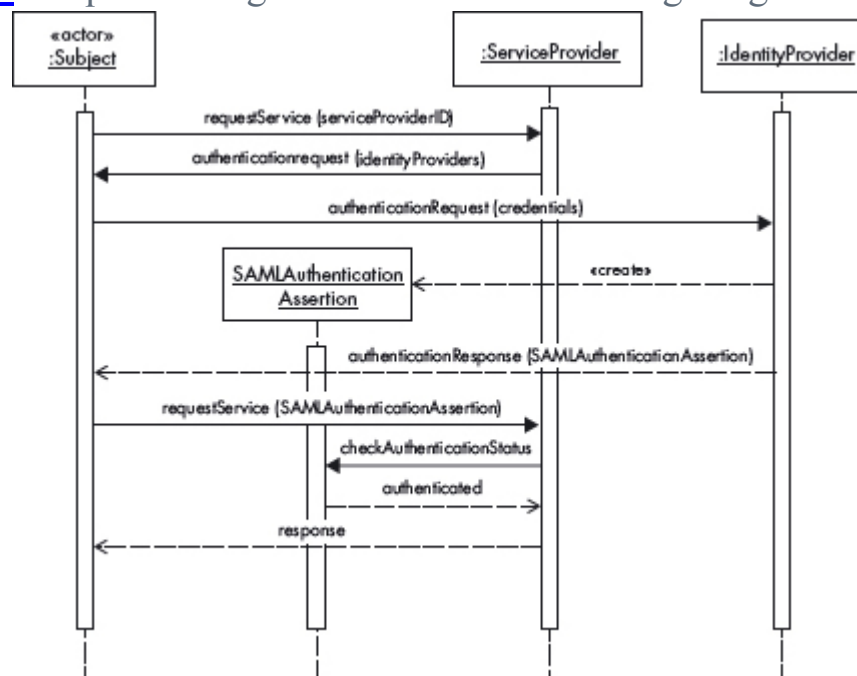 «actor»
:Subject
:ServiceProvider
:IdentityProvider
requestService (serviceProviderID)
authenticationrequest (identityProviders)
authenticationRequest (credentials)
SAMLAuthentication
Assertion
«create»
authenticationResponse (SAMLAuthenticationAssertion)
requestService (SAMLAuthenticationAssertion)
checkAuthenticationStatus
authenticated
response